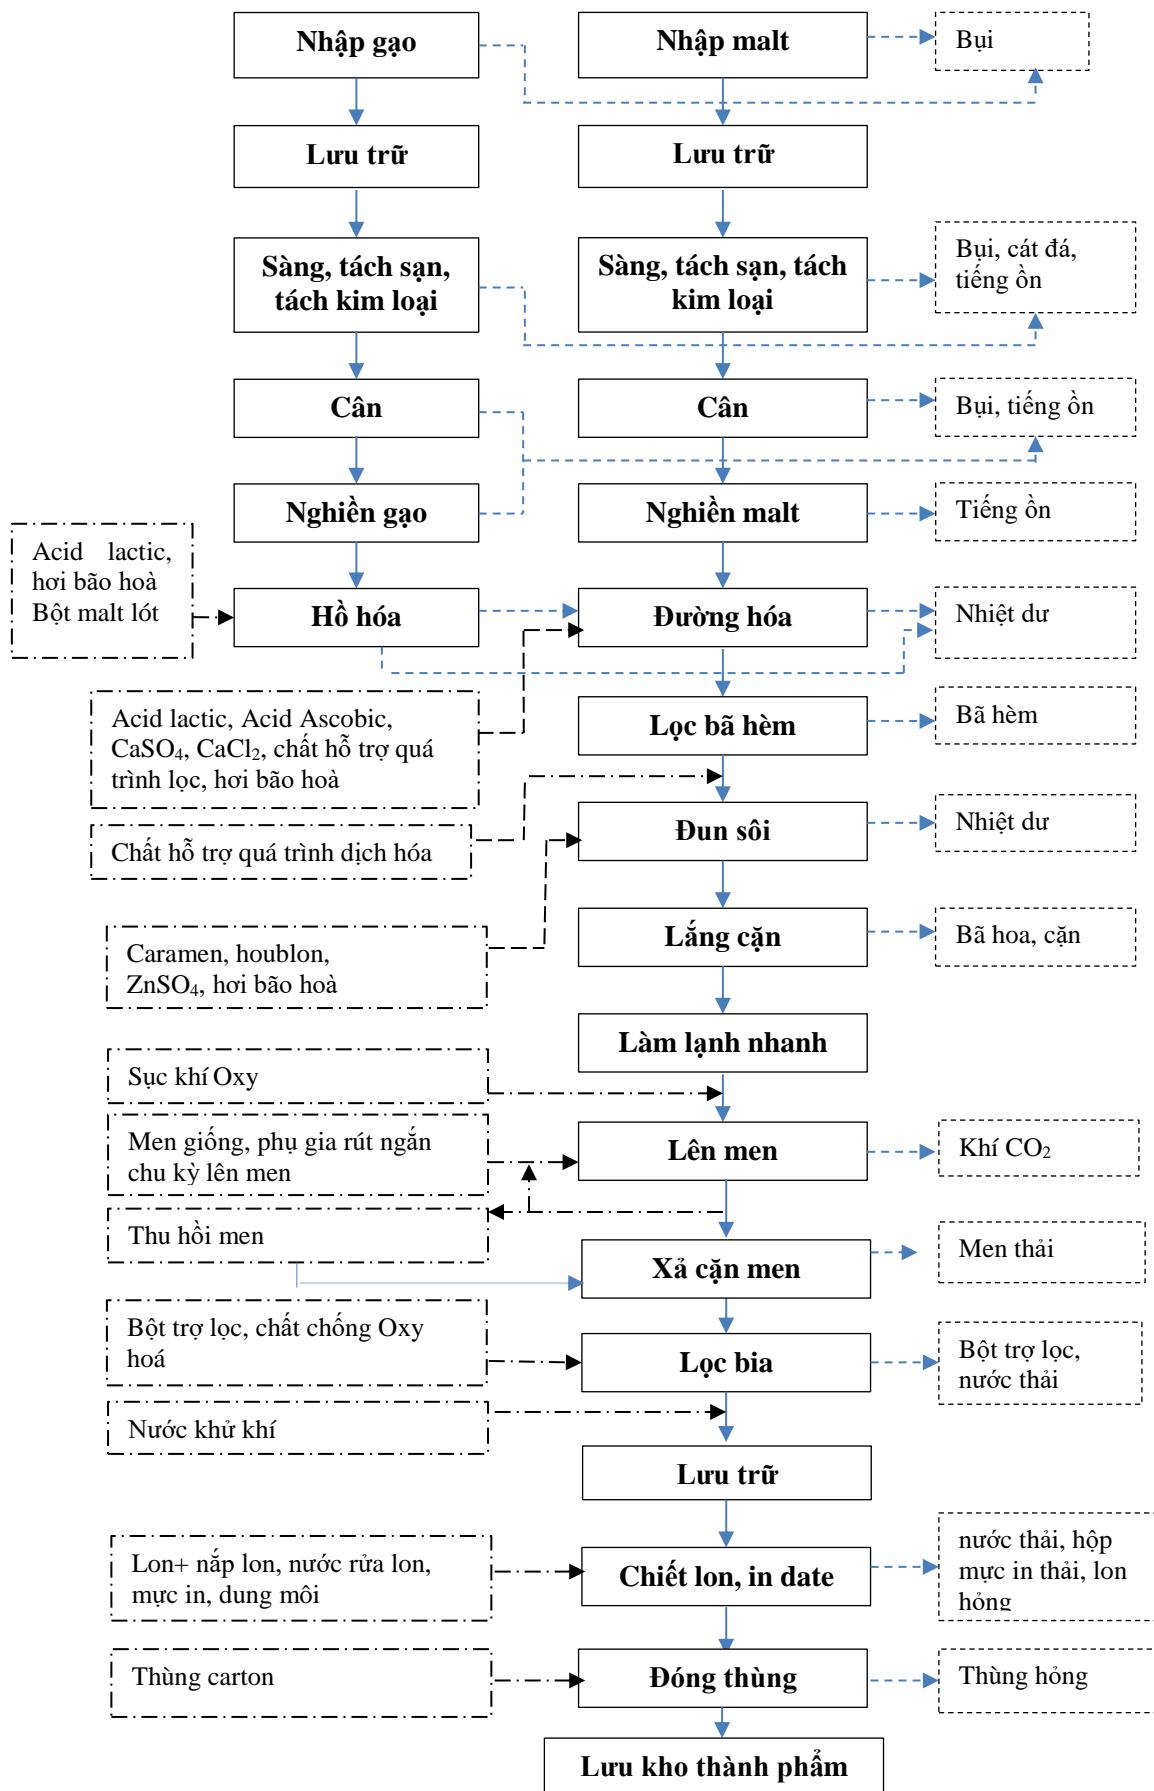 Nhập gạo
Nhập malt
Bụi
Lưu trữ
Lưu trữ
Sàng, tách sạn,
tách kim loại
Sàng, tách sạn, tách
kim loại
Bụi, cát đá,
tiếng ồn
Cân
Cân
Bụi, tiếng ồn
Nghiền gạo
Nghiền malt
Tiếng ồn
Acid lactic,
hơi bão hoà
Bột malt lót
Hồ hóa
Đường hóa
Nhiệt dư
Acid lactic, Acid Ascobic,
CaSO4, CaCl2, chất hỗ trợ quá
trình lọc, hơi bão hoà
Lọc bã hèm
Bã hèm
Chất hỗ trợ quá trình dịch hóa
Đun sôi
Nhiệt dư
Caramen, houblon,
ZnSO4, hơi bão hoà
Lắng cặn
Bã hoa, cặn
Làm lạnh nhanh
Sục khí Oxy
Men giống, phụ gia rút ngắn
chu kỳ lên men
Lên men
Khí CO2
Thu hồi men
Xả cặn men
Men thải
Bột trợ lọc, chất chống Oxy
hoá
Lọc bia
Bột trợ lọc,
nước thải
Nước khử khí
Lưu trữ
Lon+ nắp lon, nước rửa lon,
mực in, dung môi
Chiết lon, in date
nước thải, hộp
mực in thải, lon
hỏng
Thùng carton
Đóng thùng
Thùng hỏng
Lưu kho thành phẩm